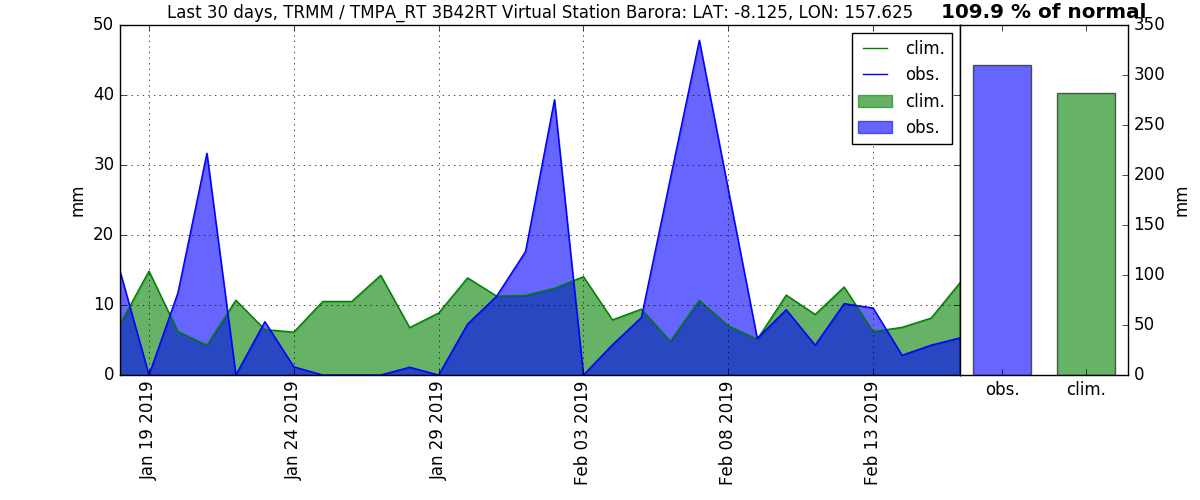 Last 30 days, TRMM / TMPA_RT 3B42RT Virtual Station Barora: LAT: -8.125, LON: 157.625
109.9 % of normal
50
40
30
20
10
0
mm
clim.
obs.
clim.
obs.
350
300
250
200
150
100
50
0
mm
Jan 19 2019
Jan 24 2019
Jan 29 2019
Feb 03 2019
Feb 08 2019
Feb 13 2019
obs.
clim.